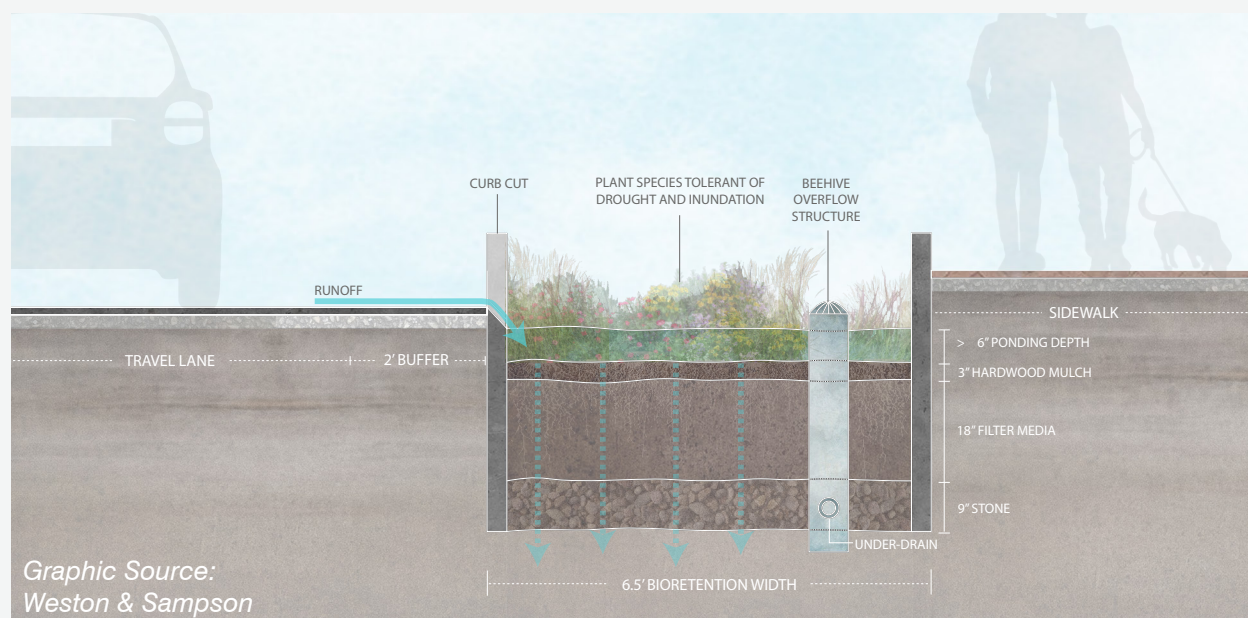 CURB CUT
PLANT SPECIES TOLERANT OF
DROUGHT AND INUNDATION
BEEHIVE
OVERFLOW
STRUCTURE
RUNOFF
SIDEWALK
TRAVEL LANE
2' BUFFER
> 6" PONDING DEPTH
3" HARDWOOD MULCH
18" FILTER MEDIA
9" STONE
UNDER-DRAIN
6.5' BIORETENTION WIDTH
Graphic Source:
Weston & Sampson